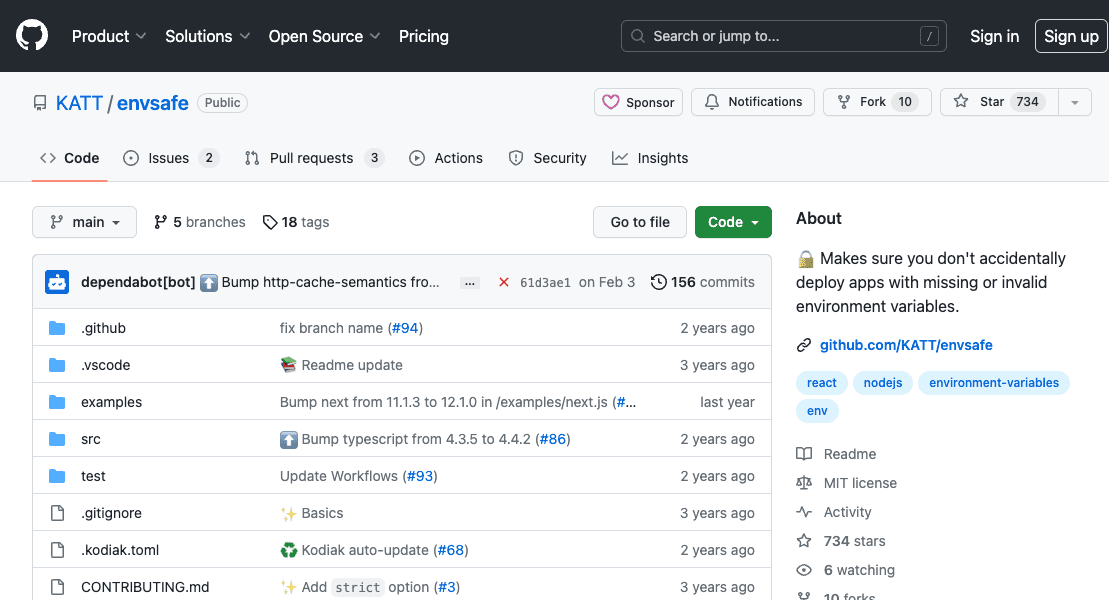 Product Solutions Open Source Pricing Search or jump to... / Sign in Sign up
KATT / envsafe Public Sponsor Notifications Fork 10 Star 734
Code Issues 2 Pull requests 3 Actions Security Insights
main 5 branches 18 tags Go to file Code
dependabot[bot] ⬆️ Bump http-cache-semantics fro... ... 61d3ae1 on Feb 3 156 commits
.github fix branch name (#94) 2 years ago
.vscode 📚 Readme update 3 years ago
examples Bump next from 11.1.3 to 12.1.0 in /examples/next.js (#... last year
src ⬆️ Bump typescript from 4.3.5 to 4.4.2 (#86) 2 years ago
test Update Workflows (#93) 2 years ago
.gitignore ✨ Basics 3 years ago
.kodiak.toml ♻️ Kodiak auto-update (#68) 2 years ago
CONTRIBUTING.md ✨ Add strict option (#3) 3 years ago
About
🔒 Makes sure you don't accidentally
deploy apps with missing or invalid
environment variables.
github.com/KATT/envsafe
react nodejs environment-variables
env
Readme
MIT license
Activity
734 stars
6 watching
10 forks